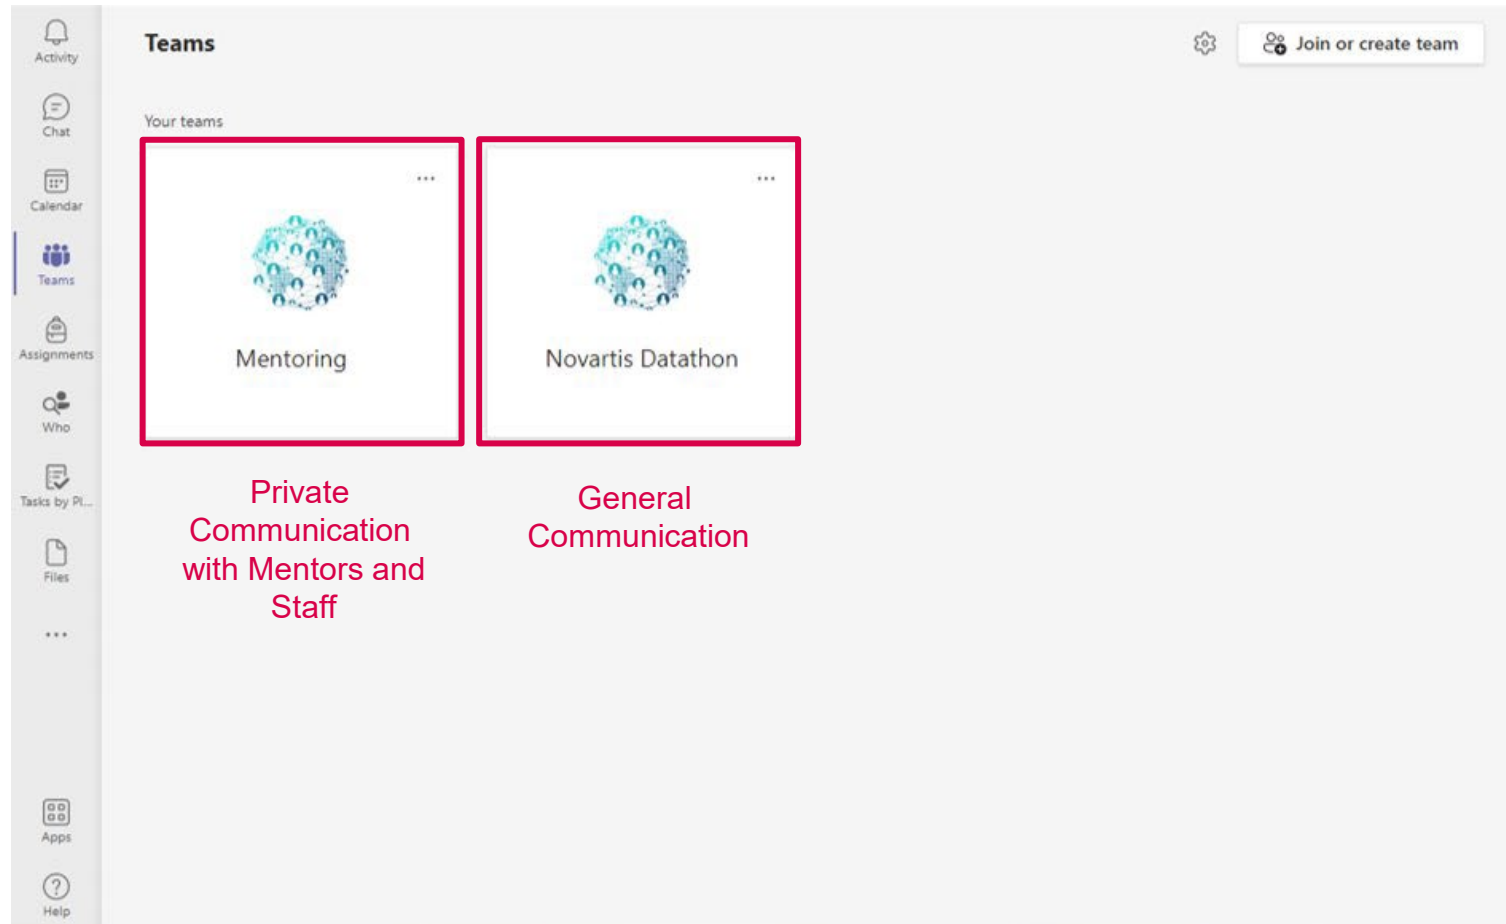 Activity
Chat
Calendar
Teams
Assignments
Who
Tasks by Pl...
Files
Apps
Help
Teams
Join or create team
Your teams
Mentoring
Novartis Datathon
Private
Communication
with Mentors and
Staff
General
Communication